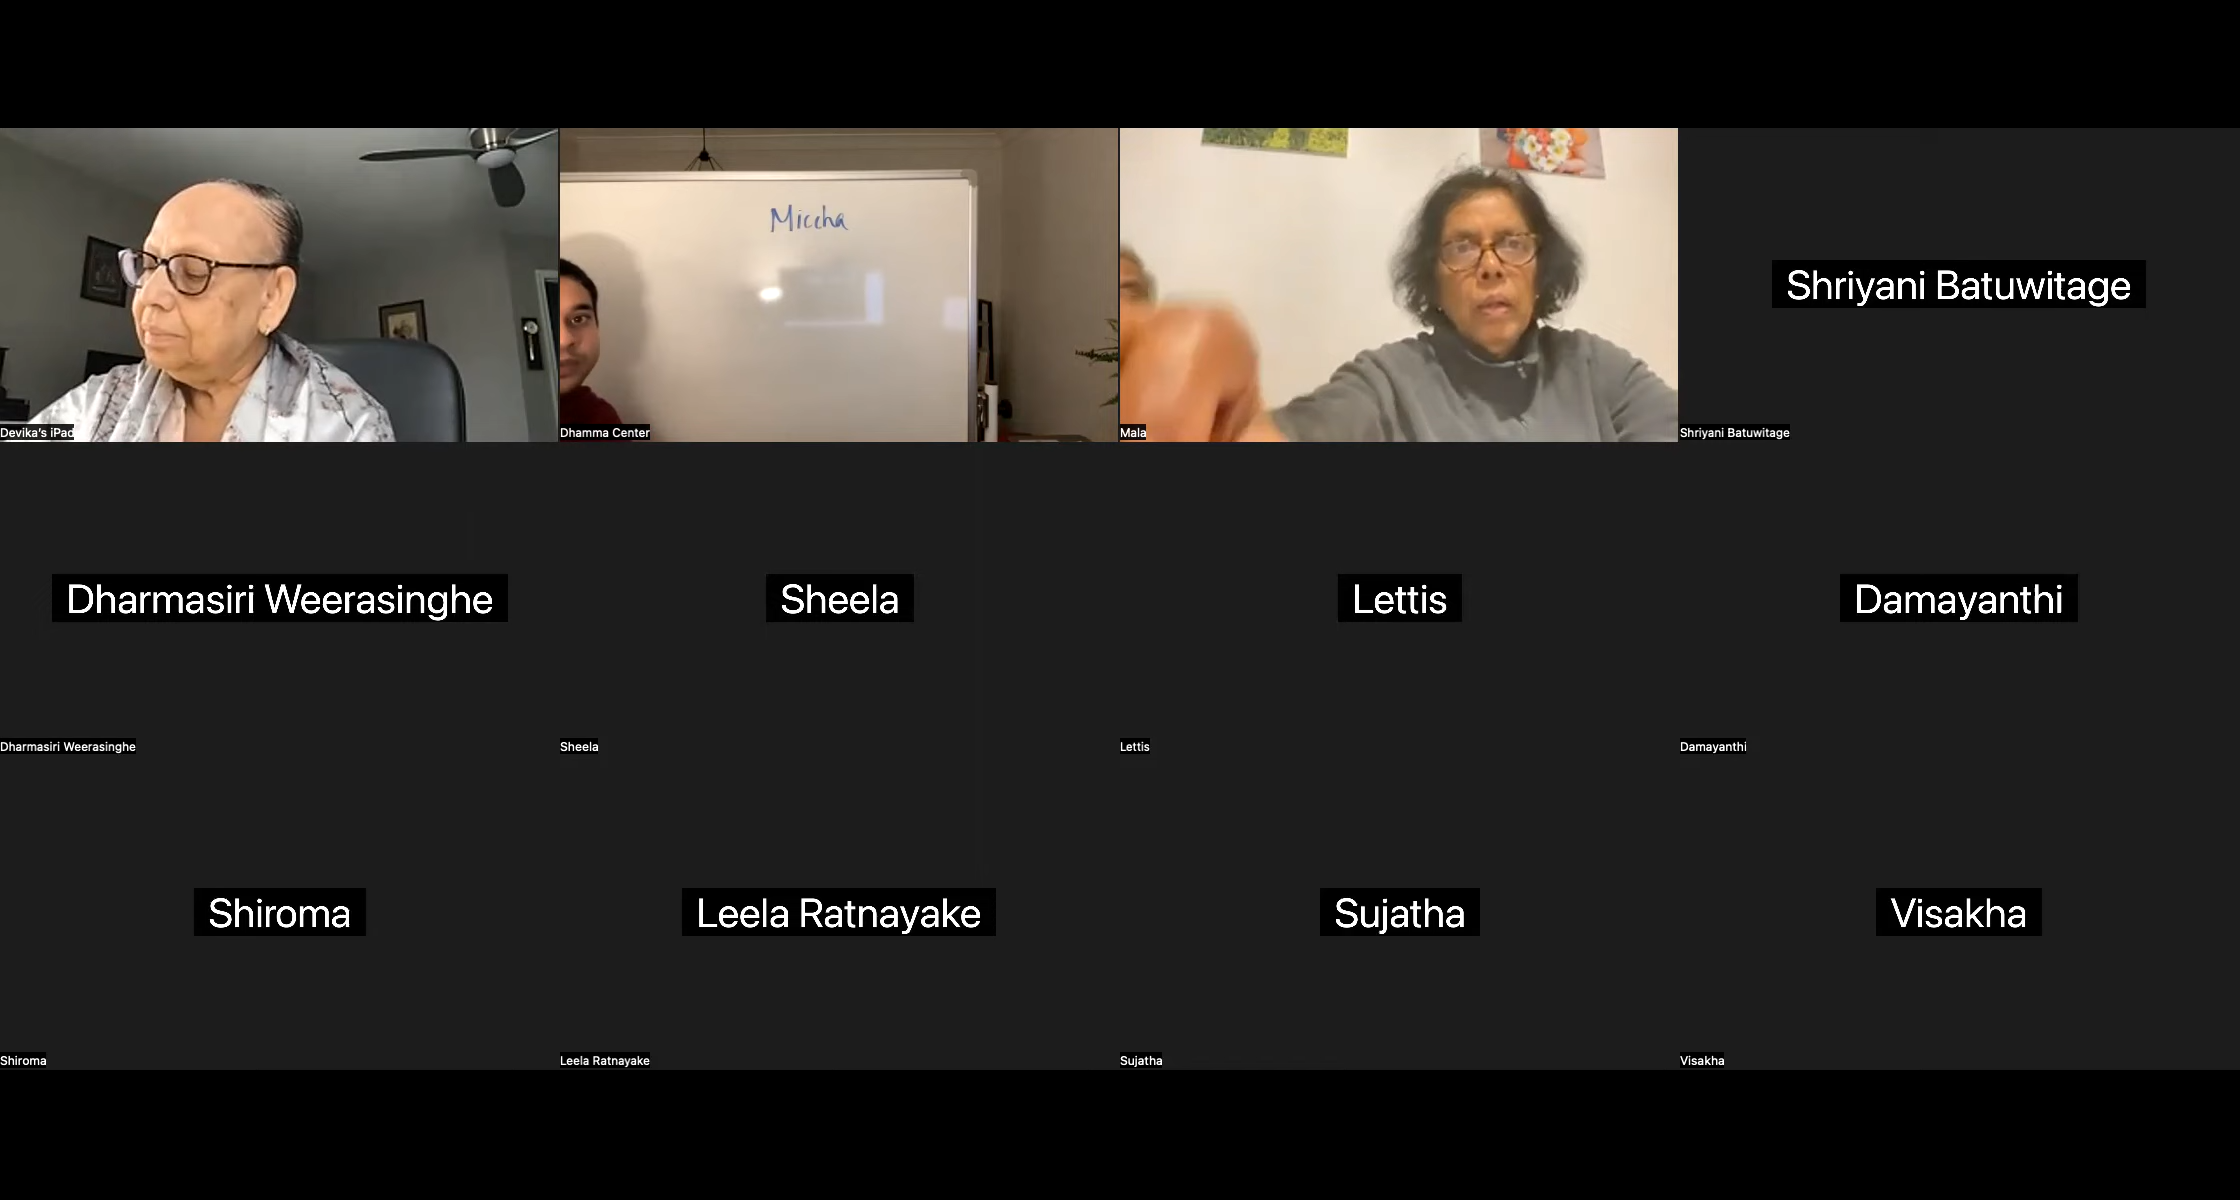 Miccha
Devika's iPad
Dhamma Center
Mala
Shriyani Batuwitage
Shriyani Batuwitage
Dharmasiri Weerasinghe
Sheela
Lettis
Damayanthi
Dharmasiri Weerasinghe
Sheela
Lettis
Damayanthi
Shiroma
Leela Ratnayake
Sujatha
Visakha
Shiroma
Leela Ratnayake
Sujatha
Visakha